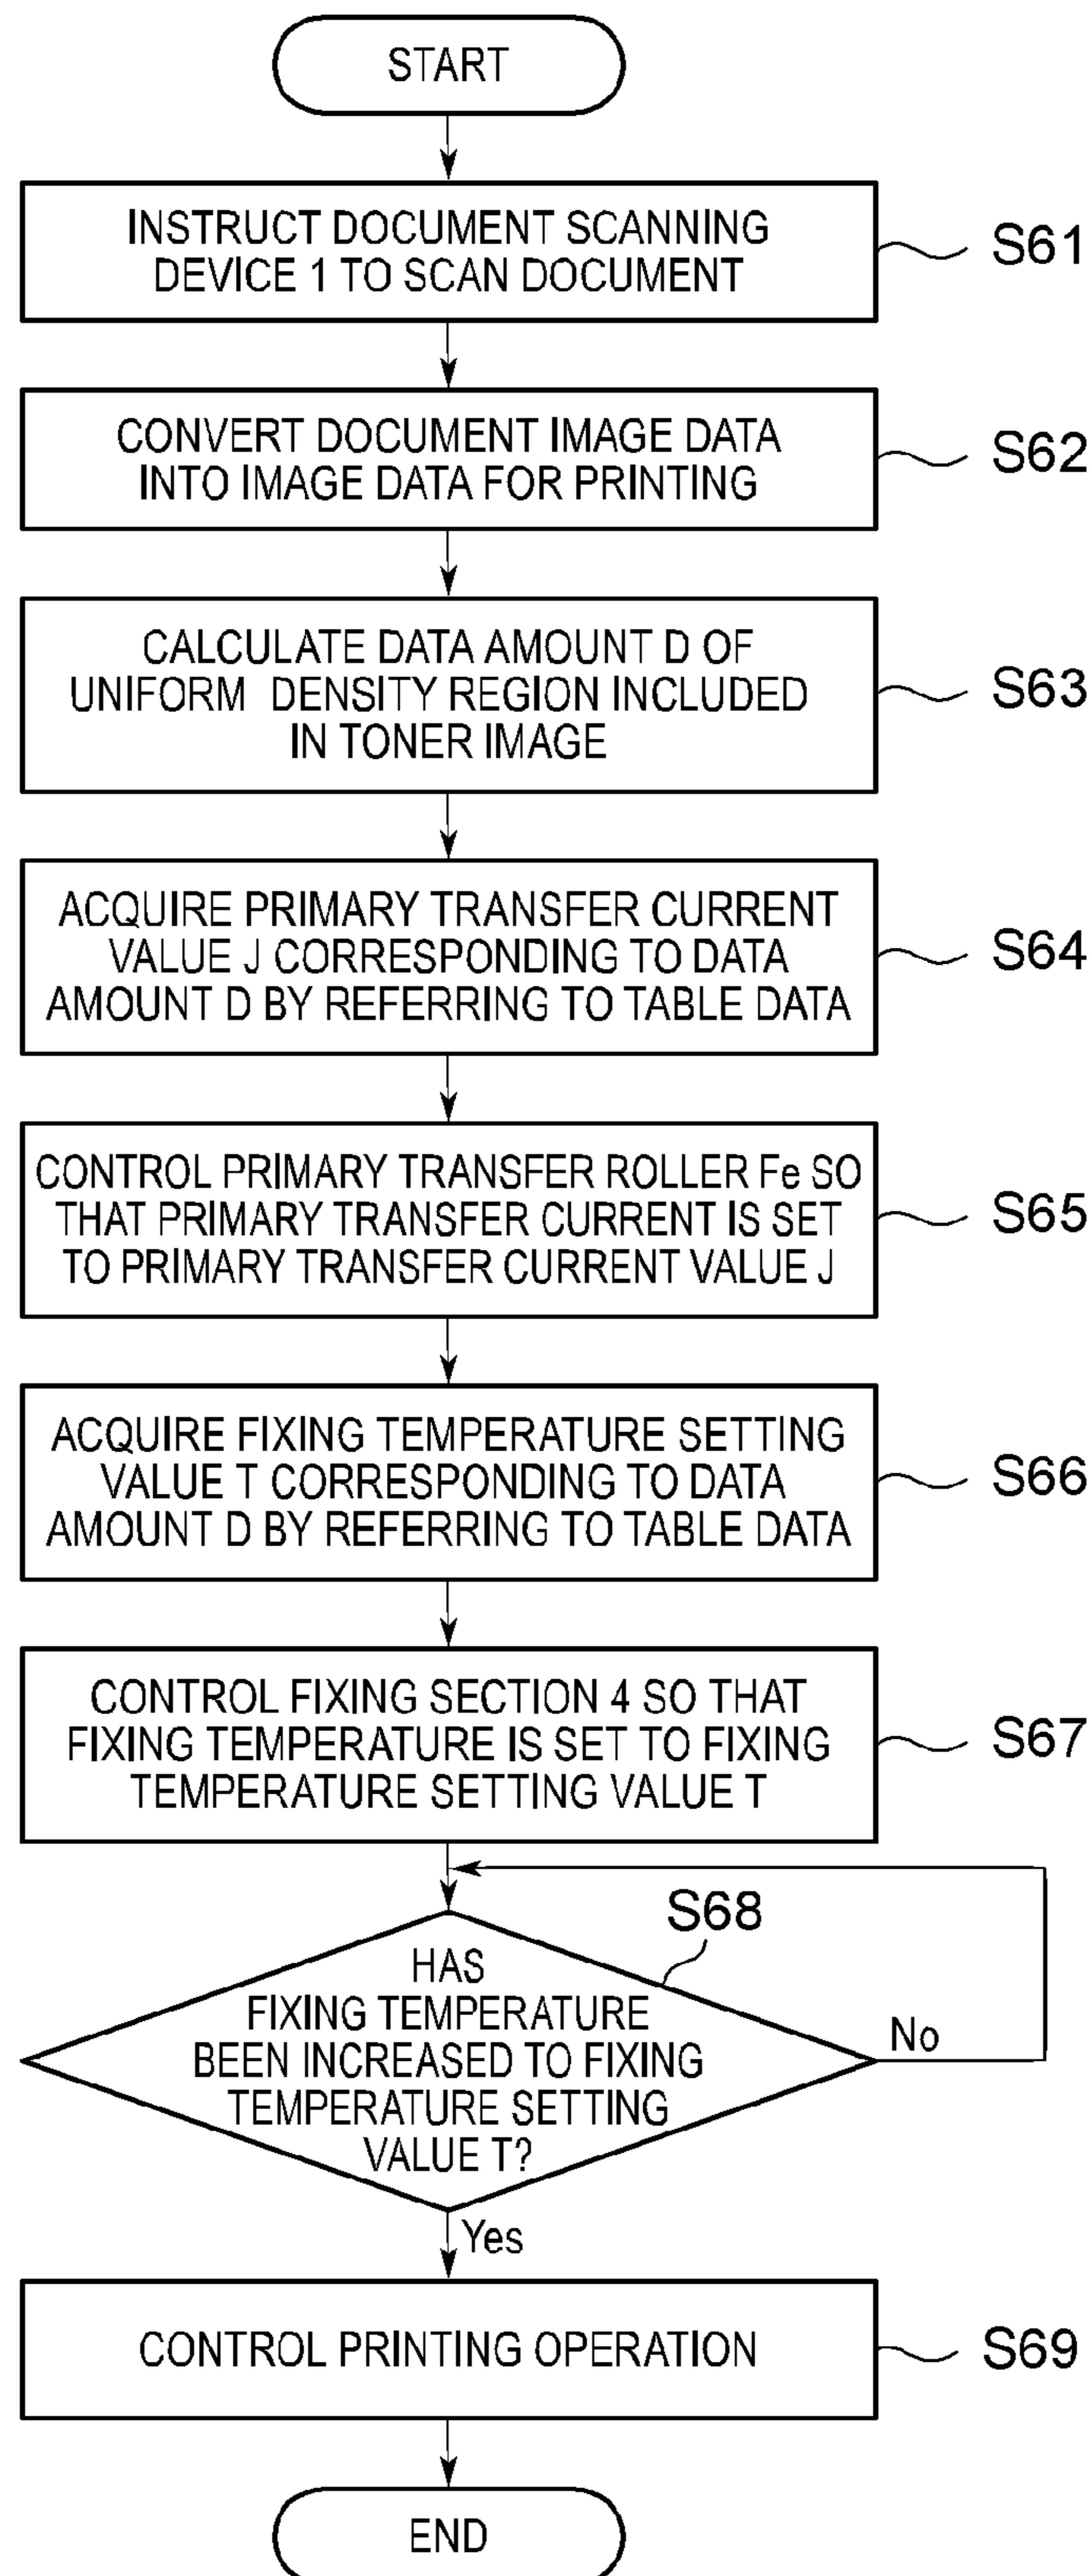 START
INSTRUCT DOCUMENT SCANNING
DEVICE 1 TO SCAN DOCUMENT
S61
CONVERT DOCUMENT IMAGE DATA
INTO IMAGE DATA FOR PRINTING
S62
CALCULATE DATA AMOUNT D OF
UNIFORM DENSITY REGION INCLUDED
IN TONER IMAGE
S63
ACQUIRE PRIMARY TRANSFER CURRENT
VALUE J CORRESPONDING TO DATA
AMOUNT D BY REFERRING TO TABLE DATA
S64
CONTROL PRIMARY TRANSFER ROLLER Fe SO
THAT PRIMARY TRANSFER CURRENT IS SET
TO PRIMARY TRANSFER CURRENT VALUE J
S65
ACQUIRE FIXING TEMPERATURE SETTING
VALUE T CORRESPONDING TO DATA
AMOUNT D BY REFERRING TO TABLE DATA
S66
CONTROL FIXING SECTION 4 SO THAT
FIXING TEMPERATURE IS SET TO FIXING
TEMPERATURE SETTING VALUE T
S67
S68
HAS
FIXING TEMPERATURE
BEEN INCREASED TO FIXING
TEMPERATURE SETTING
VALUE T?
No
Yes
CONTROL PRINTING OPERATION
S69
END